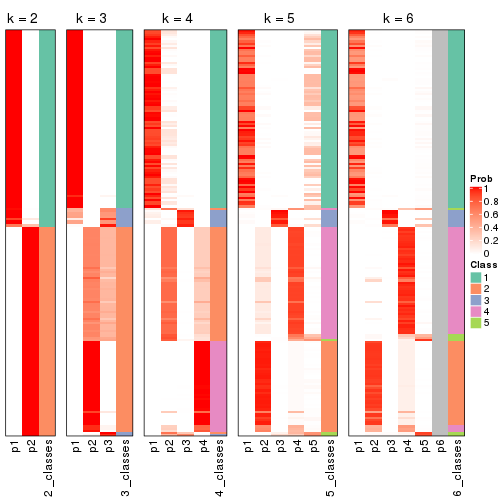 k = 2
k = 3
k = 4
k = 5
k = 6
Prob
1
0.8
0.6
0.4
0.2
0
Class
1
2
3
4
5
p1
p2
2_classes
p1
p2
p3
3_classes
p1
p2
p3
p4
4_classes
p1
p2
p3
p4
p5
5_classes
p1
p2
p3
p4
p5
p6
6_classes